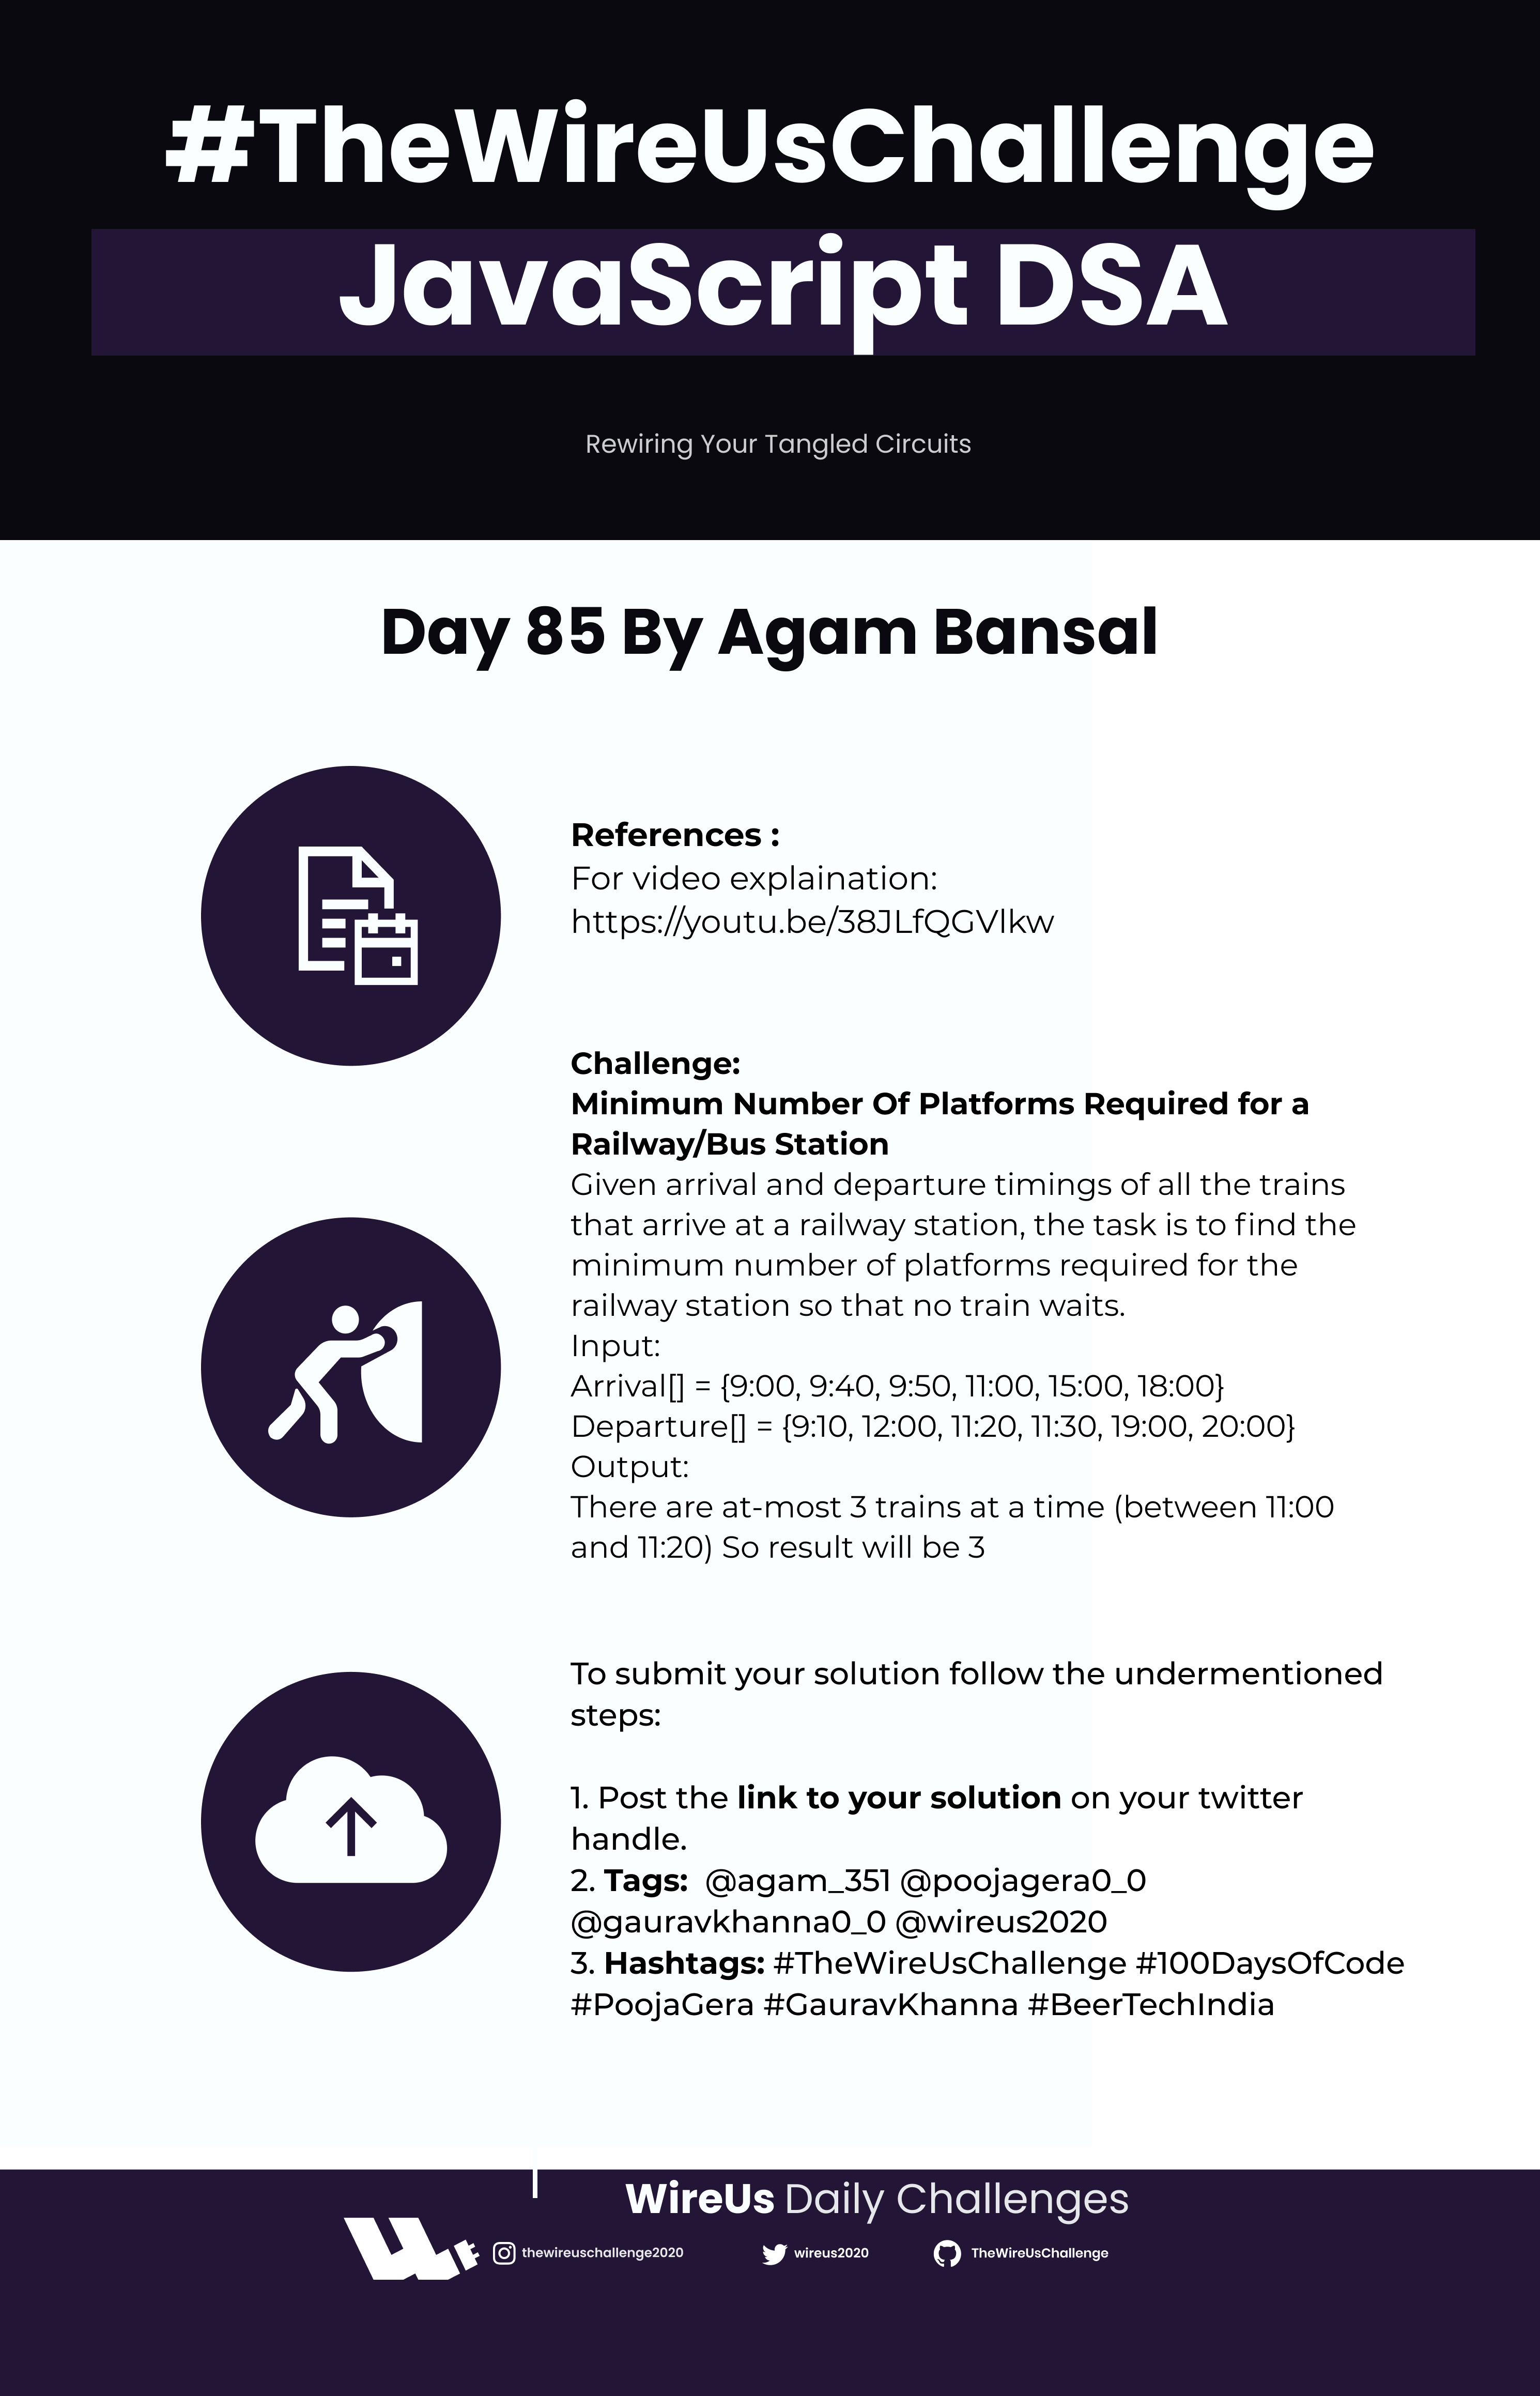 #TheWireUsChallenge
JavaScript DSA
Rewiring Your Tangled Circuits
Day 85 By Agam Bansal
References :
For video explaination:
https://youtu.be/38JLfQGVlkw
Challenge:
Minimum Number Of Platforms Required for a
Railway/Bus Station
Given arrival and departure timings of all the trains
that arrive at a railway station, the task is to find the
minimum number of platforms required for the
railway station so that no train waits.
Input:
Arrival[] = {9:00, 9:40, 9:50, 11:00, 15:00, 18:00}
Departure[] = {9:10, 12:00, 11:20, 11:30, 19:00, 20:00}
Output:
There are at-most 3 trains at a time (between 11:00
and 11:20) So result will be 3
To submit your solution follow the undermentioned
steps:
1. Post the link to your solution on your twitter
handle.
2. Tags:  @agam_351 @poojagera0_0
@gauravkhanna0_0 @wireus2020
3. Hashtags: #TheWireUsChallenge #100DaysOfCode
#PoojaGera #GauravKhanna #BeerTechIndia
WireUs Daily Challenges
thewireuschallenge2020 wireus2020 TheWireUsChallenge